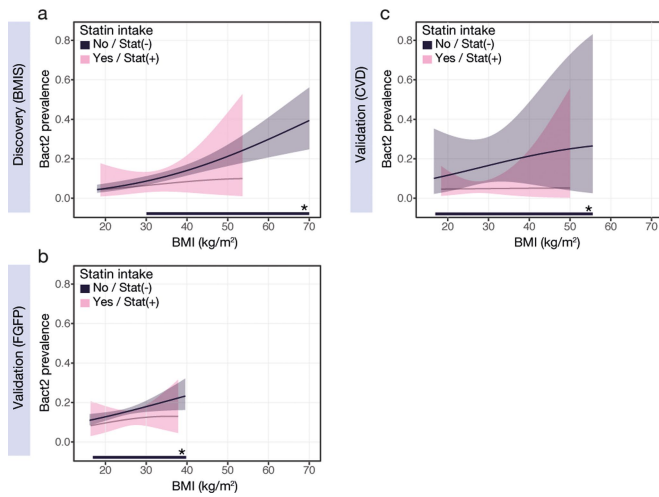 a
Discovery (BMIS)
Statin intake
No / Stat(-)
Yes / Stat(+)
Bact2 prevalence
0.8
0.6
0.4
0.2
0.0
*
20 30 40 50 60 70
BMI (kg/m²)
c
Validation (CVD)
Statin intake
No / Stat(-)
Yes / Stat(+)
Bact2 prevalence
0.8
0.6
0.4
0.2
0.0
*
20 30 40 50 60 70
BMI (kg/m²)
b
Validation (FGFP)
Statin intake
No / Stat(-)
Yes / Stat(+)
Bact2 prevalence
0.8
0.6
0.4
0.2
0.0
*
20 30 40 50 60 70
BMI (kg/m²)